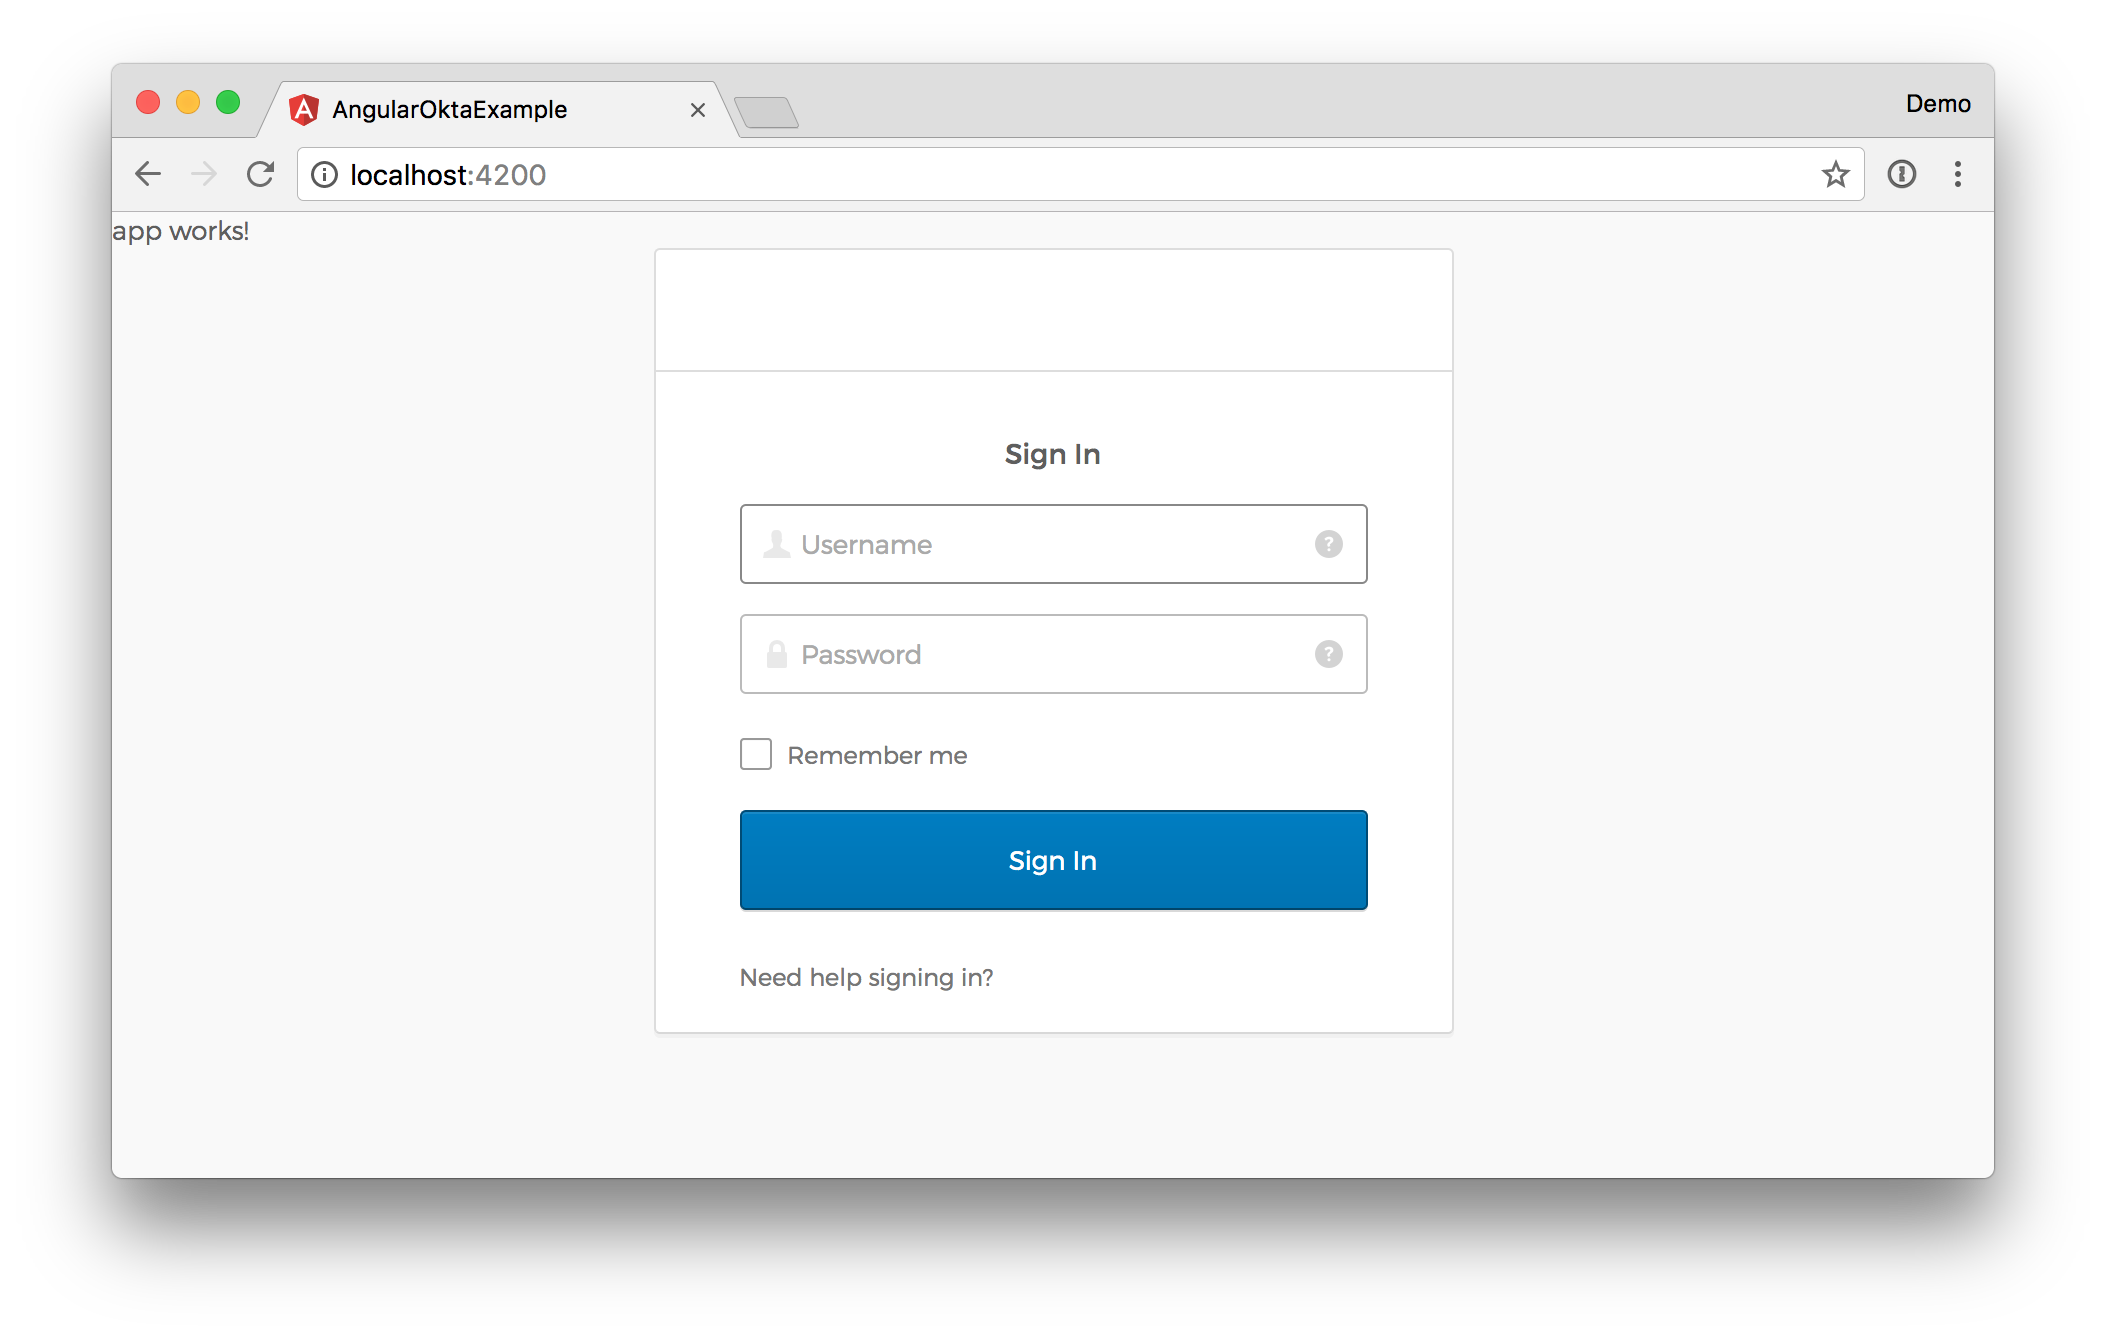 AngularOktaExample
Demo
localhost:4200
app works!
Sign In
Username
Password
Remember me
Sign In
Need help signing in?